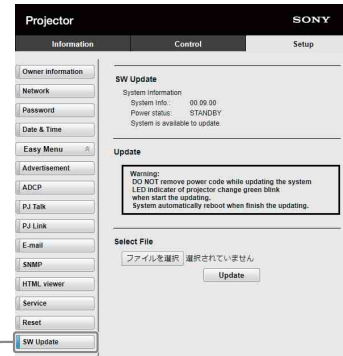 Projector
SONY
Information
Control
Setup
Owner information
Network
Password
Date & Time
Easy Menu
Advertisement
ADCP
PJ Talk
PJ Link
E-mail
SNMP
HTML viewer
Service
Reset
SW Update
SW Update
System Information
System Info.: 00.09.00
Power status: STANDBY
System is available to update.
Update
Warning:
DO NOT remove power code while updating the system
LED indicater of projector change green blink
when start the updating.
System automatically reboot when finish the updating.
Select File
ファイルを選択 選択されていません
Update